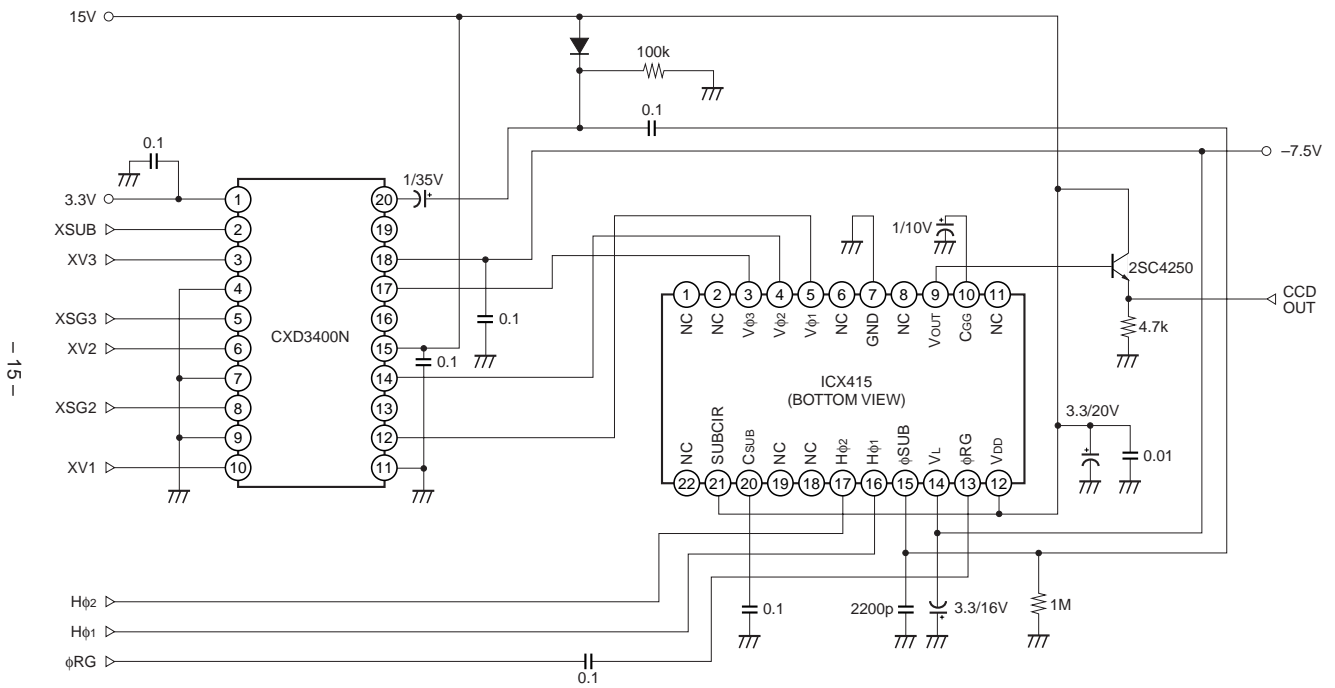 15V
100k
0.1
0.1
–7.5V
1/35V
3.3V
XSUB
XV3
XSG3
XV2
XSG2
XV1
1
2
3
4
5
6
7
8
9
10
CXD3400N
20
19
18
17
16
15
14
13
12
11
0.1
0.1
1/10V
2SC4250
CCD
OUT
4.7k
1 2 3 4 5 6 7 8 9 10 11
NC NC Vϕ3 Vϕ2 Vϕ1 NC GND NC VOUT CGG NC
ICX415
(BOTTOM VIEW)
NC SUBCIR CSUB NC NC Hϕ2 Hϕ1 ϕSUB VL ϕRG VDD
22 21 20 19 18 17 16 15 14 13 12
3.3/20V
0.01
Hϕ2
Hϕ1
ϕRG
0.1
0.1
2200p
3.3/16V
1M
– 15 –